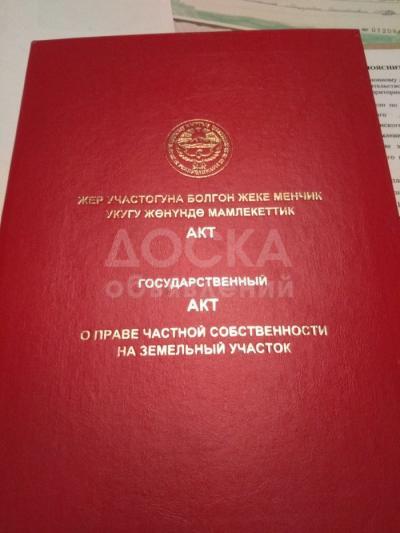 ЖЕР УЧАСТОГУНА БОЛГОН ЖЕКЕ МЕНЧИК
УКУГУ ЖӨНҮНДӨ МАМЛЕКЕТТИК
АКТ
ДОСКА
объявлений
ГОСУДАРСТВЕННЫЙ
АКТ
О ПРАВЕ ЧАСТНОЙ СОБСТВЕННОСТИ
НА ЗЕМЕЛЬНЫЙ УЧАСТОК